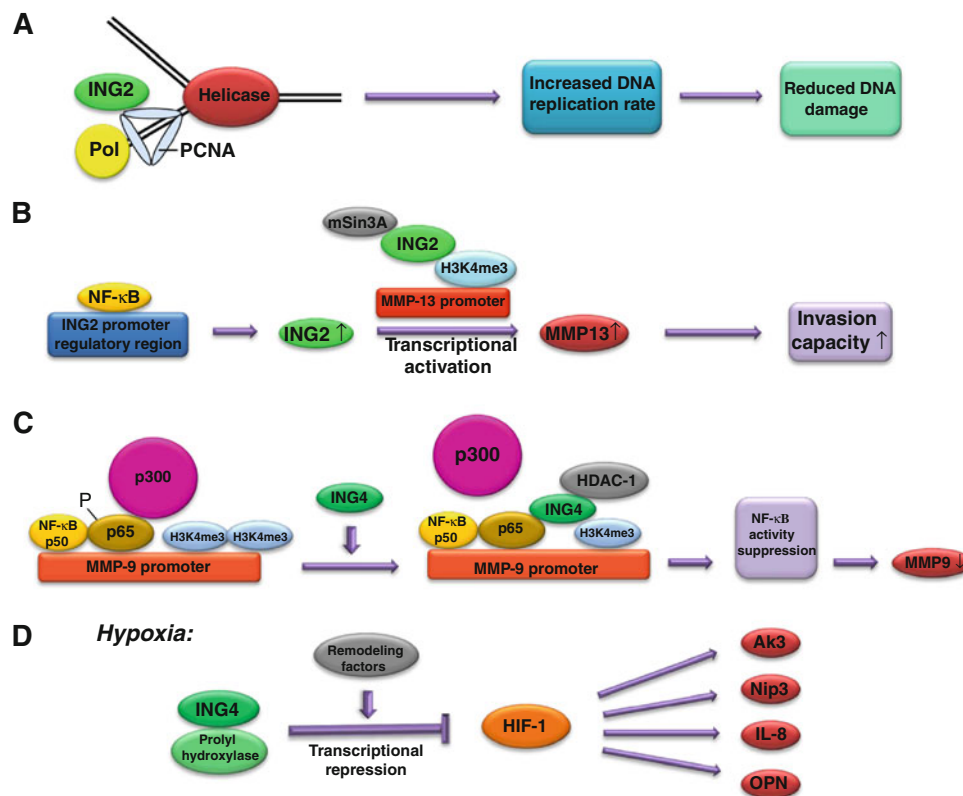 A
ING2
Helicase
Pol
PCNA
Increased DNA
replication rate
Reduced DNA
damage
B
mSin3A
ING2
H3K4me3
MMP-13 promoter
NF-κB
ING2 promoter
regulatory region
ING2 ↑
Transcriptional
activation
MMP13↑
Invasion
capacity ↑
C
p300
P
NF-κB
p50
p65
H3K4me3
H3K4me3
MMP-9 promoter
ING4
p300
HDAC-1
ING4
NF-κB
p50
p65
H3K4me3
MMP-9 promoter
NF-κB
activity
suppression
MMP9 ↓
D
Hypoxia:
Remodeling
factors
ING4
Prolyl
hydroxylase
Transcriptional
repression
HIF-1
Ak3
Nip3
IL-8
OPN